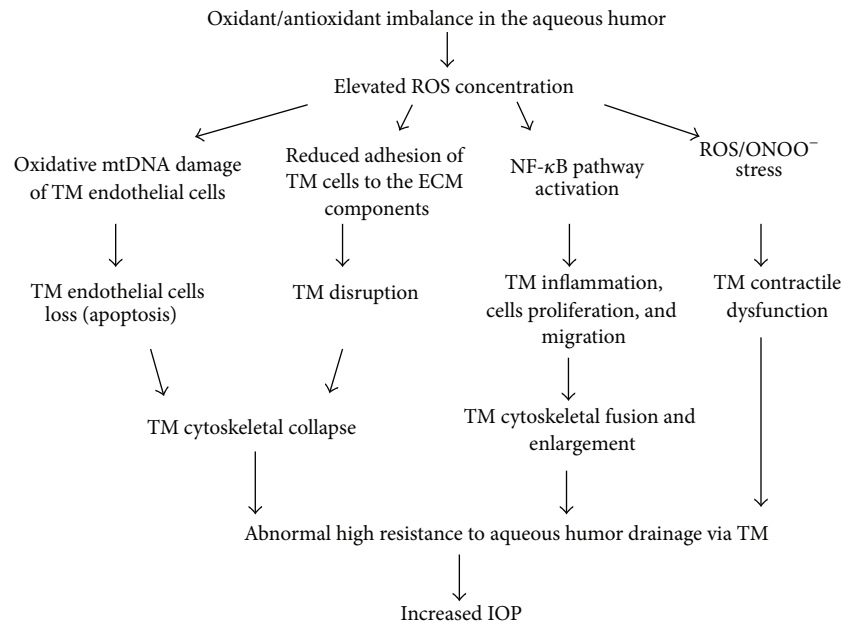 Oxidant/antioxidant imbalance in the aqueous humor
Elevated ROS concentration
Oxidative mtDNA damage
of TM endothelial cells
Reduced adhesion of
TM cells to the ECM
components
NF-κB pathway
activation
ROS/ONOO⁻
stress
TM endothelial cells
loss (apoptosis)
TM disruption
TM inflammation,
cells proliferation, and
migration
TM contractile
dysfunction
TM cytoskeletal collapse
TM cytoskeletal fusion and
enlargement
Abnormal high resistance to aqueous humor drainage via TM
Increased IOP